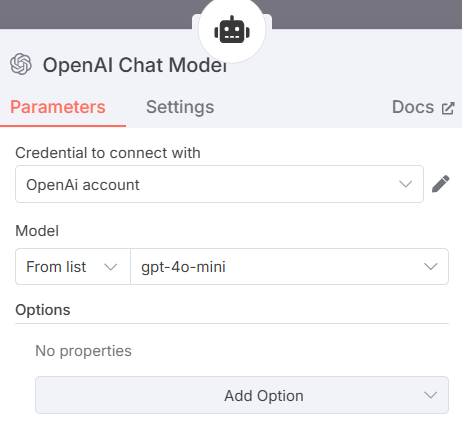 OpenAI Chat Model
Parameters Settings Docs
Credential to connect with
OpenAi account
Model
From list gpt-4o-mini
Options
No properties
Add Option